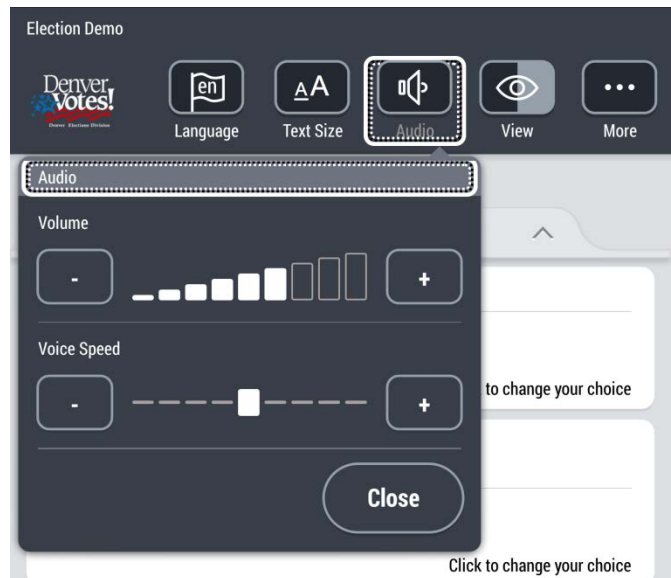 Election Demo
Denver
Votes!
Denver Elections Division
en
AA
Language
Text Size
Audio
View
More
Audio
Volume
-
+
Voice Speed
-
+
to change your choice
Close
Click to change your choice